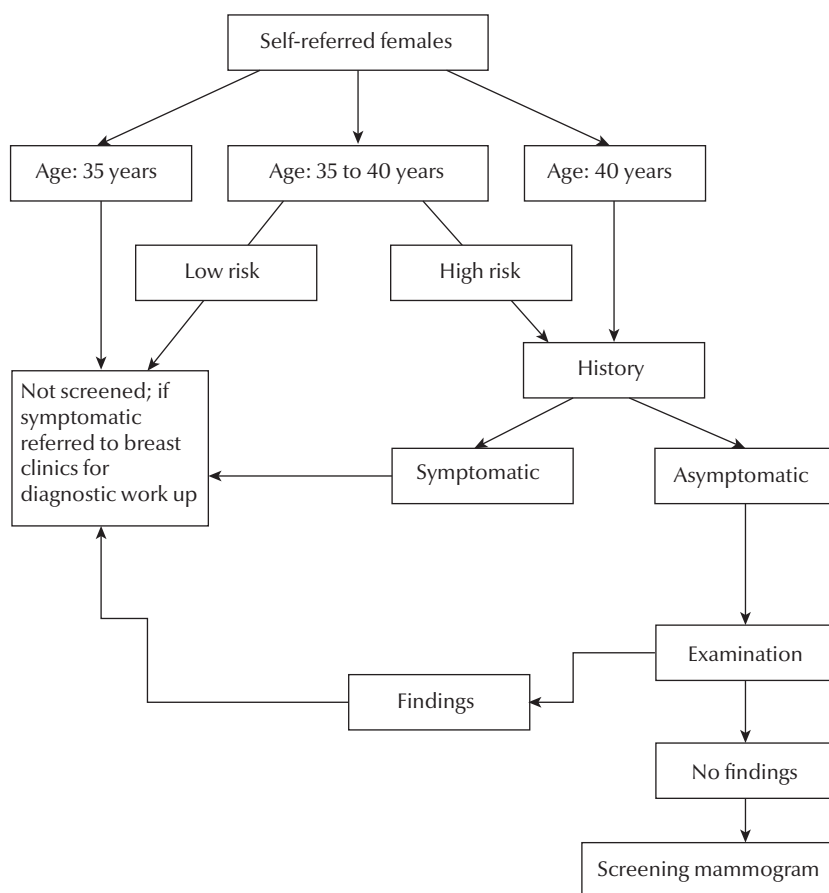 Self-referred females
Age: 35 years
Age: 35 to 40 years
Age: 40 years
Low risk
High risk
History
Not screened; if
symptomatic
referred to breast
clinics for
diagnostic work up
Symptomatic
Asymptomatic
Examination
Findings
No findings
Screening mammogram